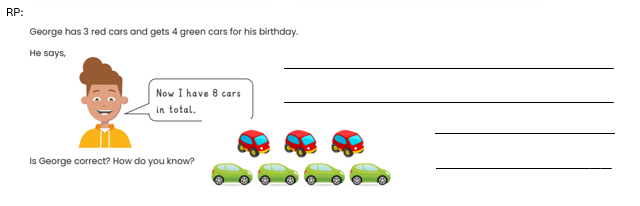 RP:
George has 3 red cars and gets 4 green cars for his birthday.
He says,
Now I have 8 cars
in total.
Is George correct? How do you know?